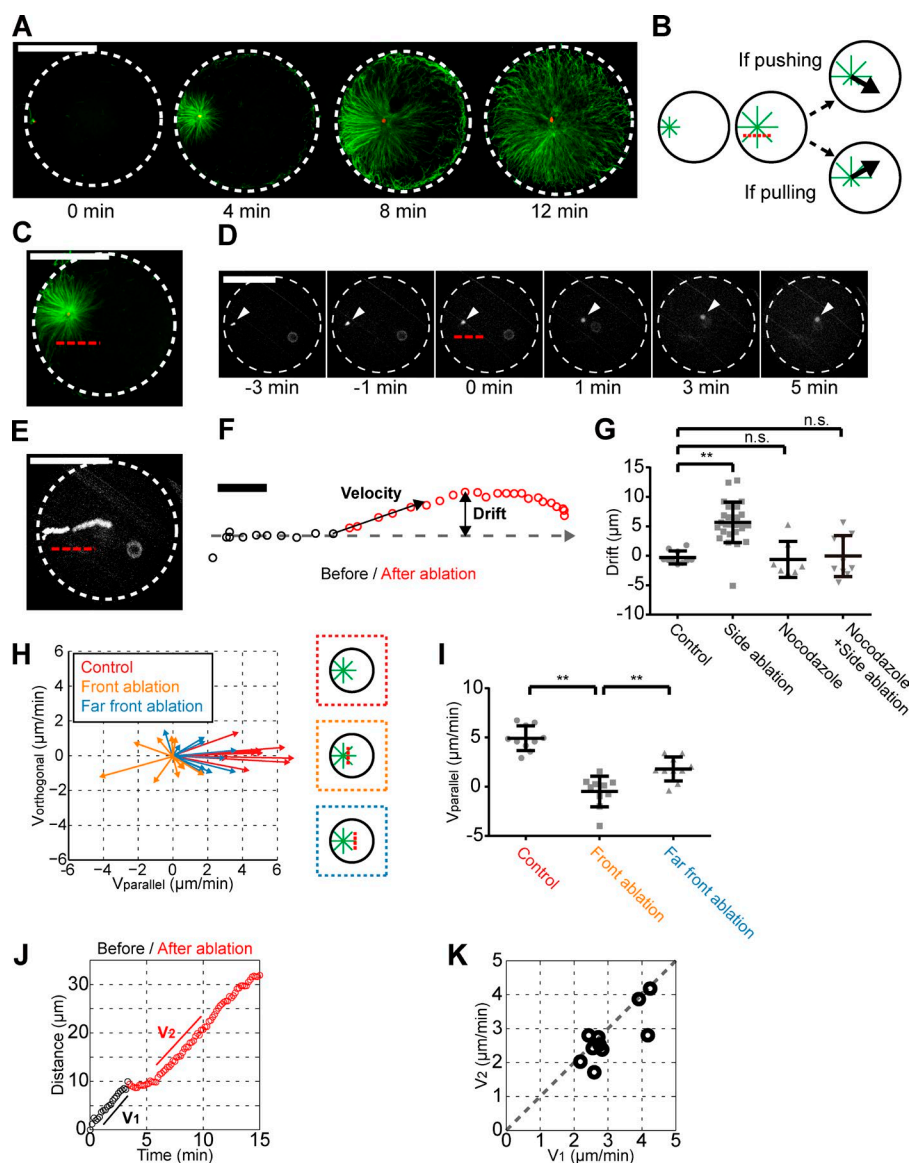 A
0 min
4 min
8 min
12 min
B
If pushing
If pulling
C
D
-3 min
-1 min
0 min
1 min
3 min
5 min
E
F
Velocity
Drift
Before / After ablation
G
n.s.
n.s.
**
Drift (μm)
15
10
5
0
-5
-10
Control
Side ablation
Nocodazole
Nocodazole
+Side ablation
H
Control
Front ablation
Far front ablation
Vorthogonal (μm/min)
6
4
2
0
-2
-4
-6
-6 -4 -2 0 2 4 6
Vparallel (μm/min)
I
**
**
Vparallel (μm/min)
10
5
0
-5
Control
Front ablation
Far front ablation
J
Before / After ablation
Distance (μm)
30
20
10
0
V2
V1
0 5 10 15
Time (min)
K
V2 (μm/min)
5
4
3
2
1
0
0 1 2 3 4 5
V1 (μm/min)